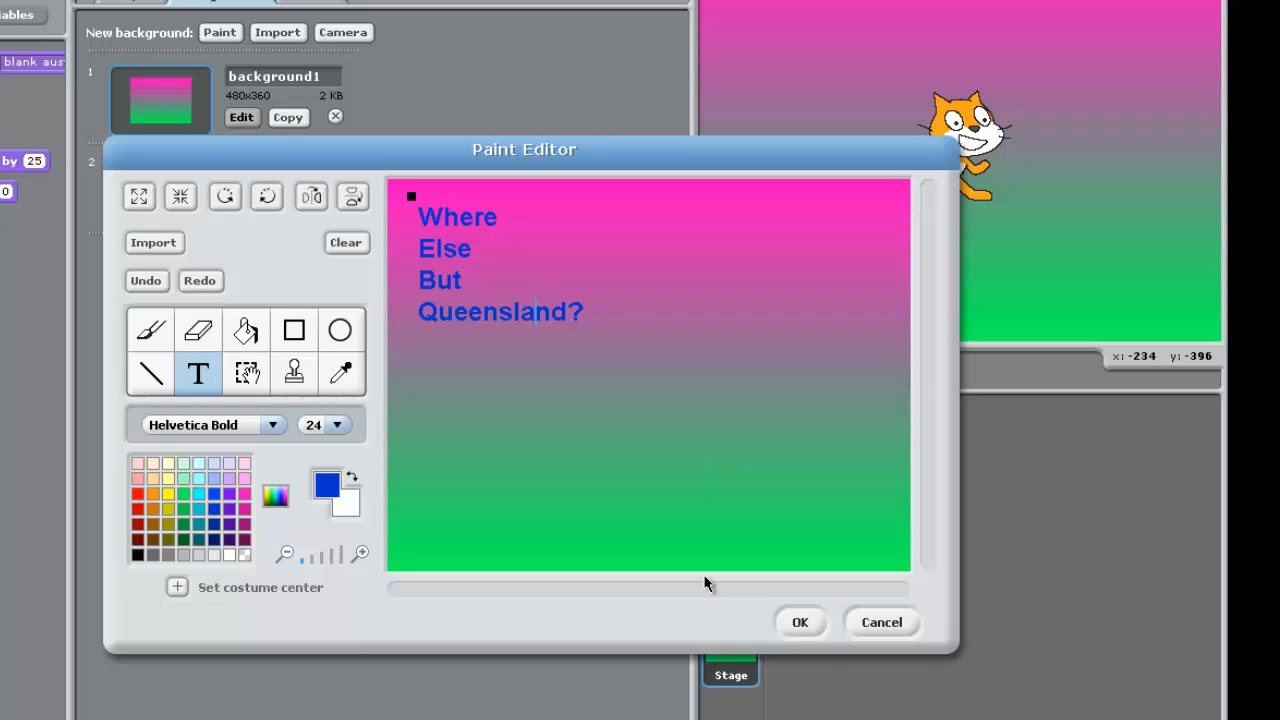 iables
New background:
Paint
Import
Camera
blank aus
1
background1
480x360
2 KB
Edit
Copy
by 25
2
0
Paint Editor
Import
Clear
Undo
Redo
T
Helvetica Bold
24
Set costume center
Where
Else
But
Queensland?
OK
Cancel
x: -234 y: -396
Stage